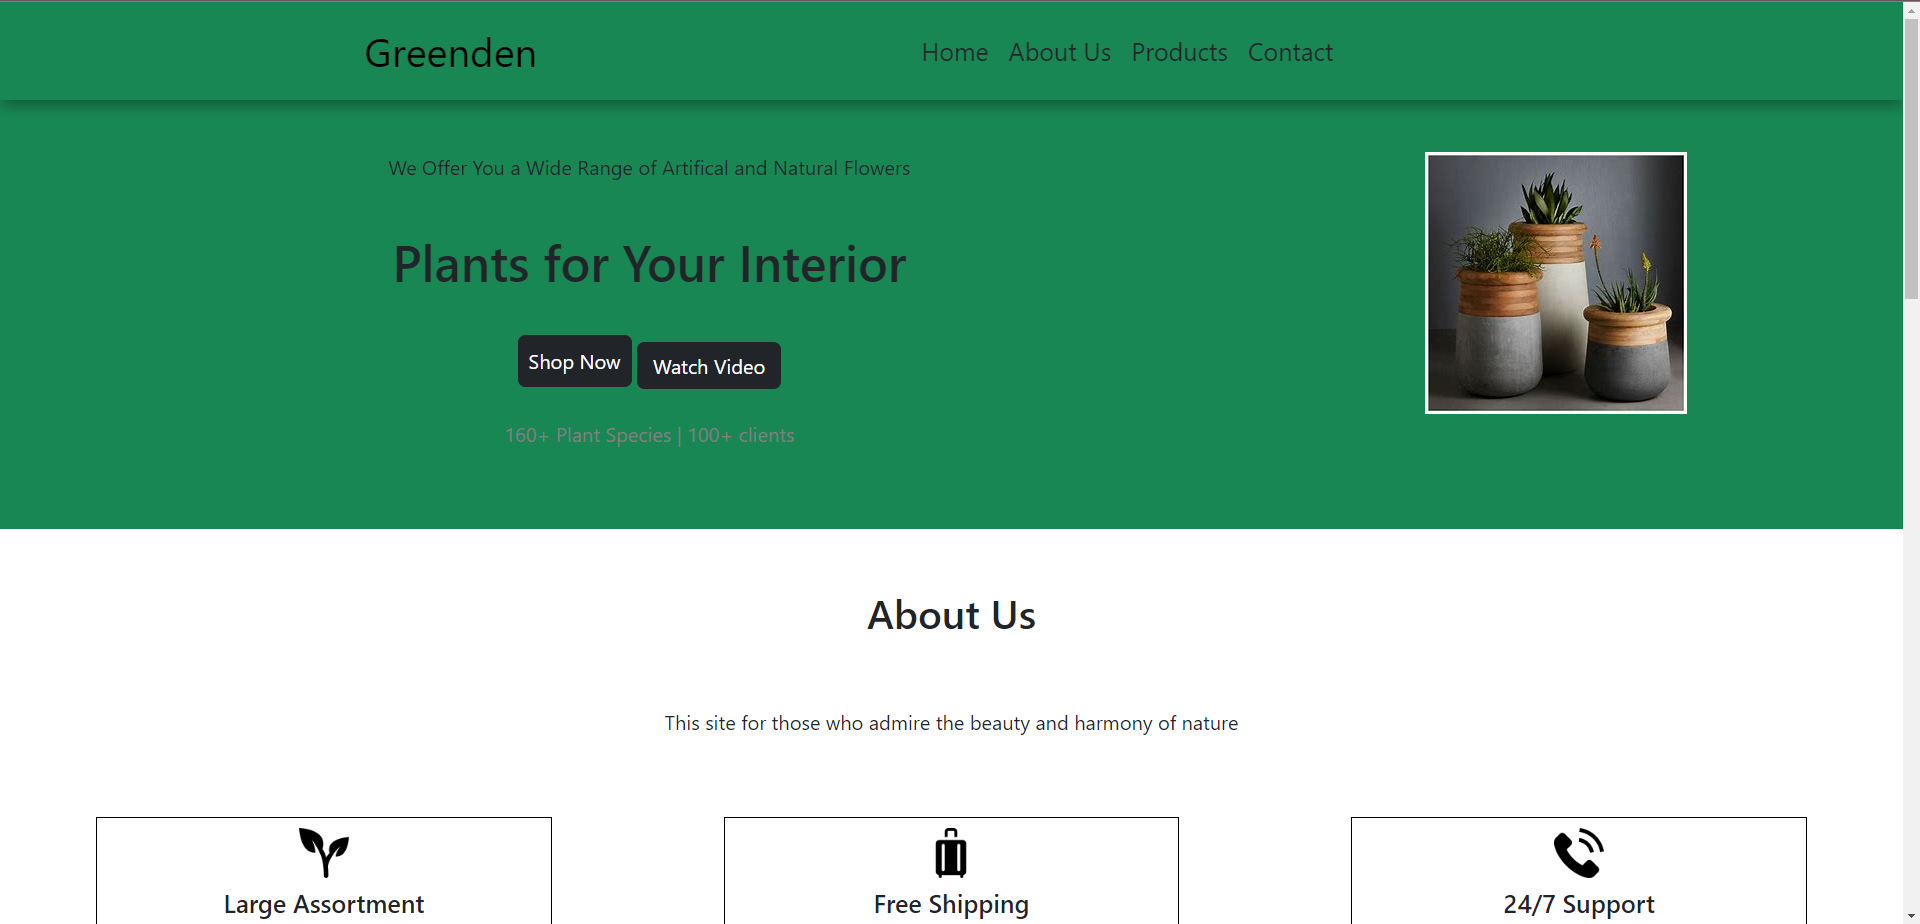 Greenden
Home About Us Products Contact
We Offer You a Wide Range of Artifical and Natural Flowers
Plants for Your Interior
Shop Now Watch Video
160+ Plant Species | 100+ clients
About Us
This site for those who admire the beauty and harmony of nature
Large Assortment Free Shipping 24/7 Support